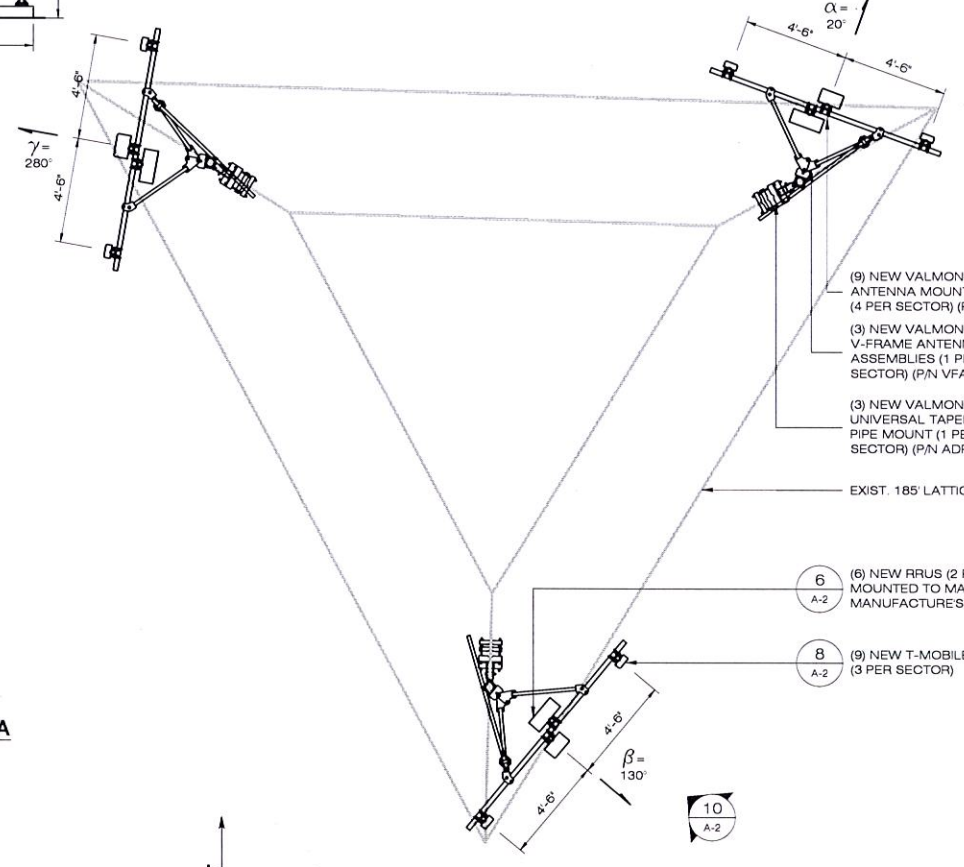 α=
20°
4'-6"
4'-6"
4'-6"
γ=
280°
4'-6"
(9) NEW VALMON
ANTENNA MOUNT
(4 PER SECTOR)
(3) NEW VALMON
V-FRAME ANTEN
ASSEMBLIES (1 P
SECTOR) (P/N VFA
(3) NEW VALMON
UNIVERSAL TAPE
PIPE MOUNT (1 PE
SECTOR) (P/N ADF
EXIST. 185' LATTIC
6
A-2
(6) NEW RRUS (2
MOUNTED TO MA
MANUFACTURE'S
8
A-2
(9) NEW T-MOBILE
(3 PER SECTOR)
A
4'-6"
β=
130°
4'-6"
10
A-2